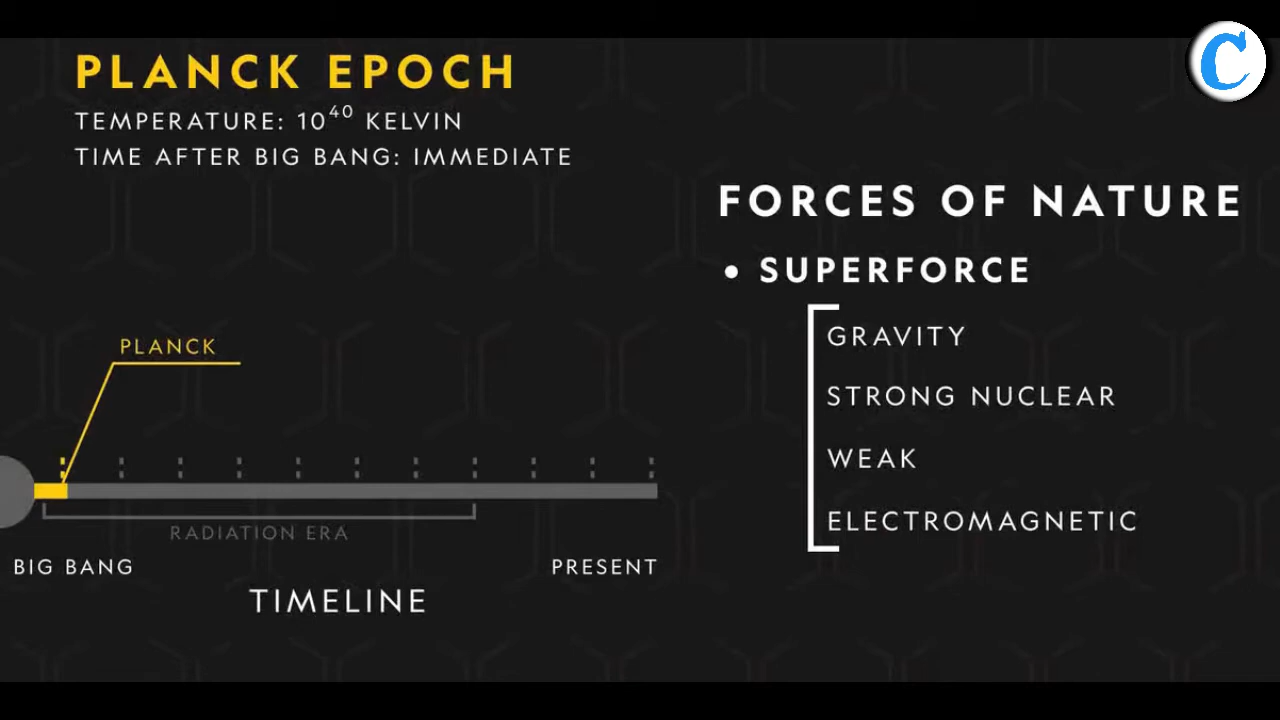 PLANCK EPOCH
TEMPERATURE: 10⁴⁰ KELVIN
TIME AFTER BIG BANG: IMMEDIATE
C
FORCES OF NATURE
• SUPERFORCE
GRAVITY
STRONG NUCLEAR
WEAK
ELECTROMAGNETIC
PLANCK
RADIATION ERA
BIG BANG
PRESENT
TIMELINE